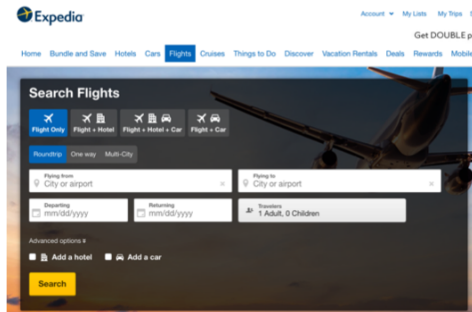 Expedia
Account My Lists My Trips
Get DOUBLE p
Home Bundle and Save Hotels Cars Flights Cruises Things to Do Discover Vacation Rentals Deals Rewards Mobile
Search Flights
Flight Only Flight + Hotel Flight + Hotel + Car Flight + Car
Roundtrip One way Multi-City
Flying from Flying to
City or airport × City or airport ×
Departing Returning Travelers
mm/dd/yyyy mm/dd/yyyy 1 Adult, 0 Children
Advanced options
Add a hotel Add a car
Search